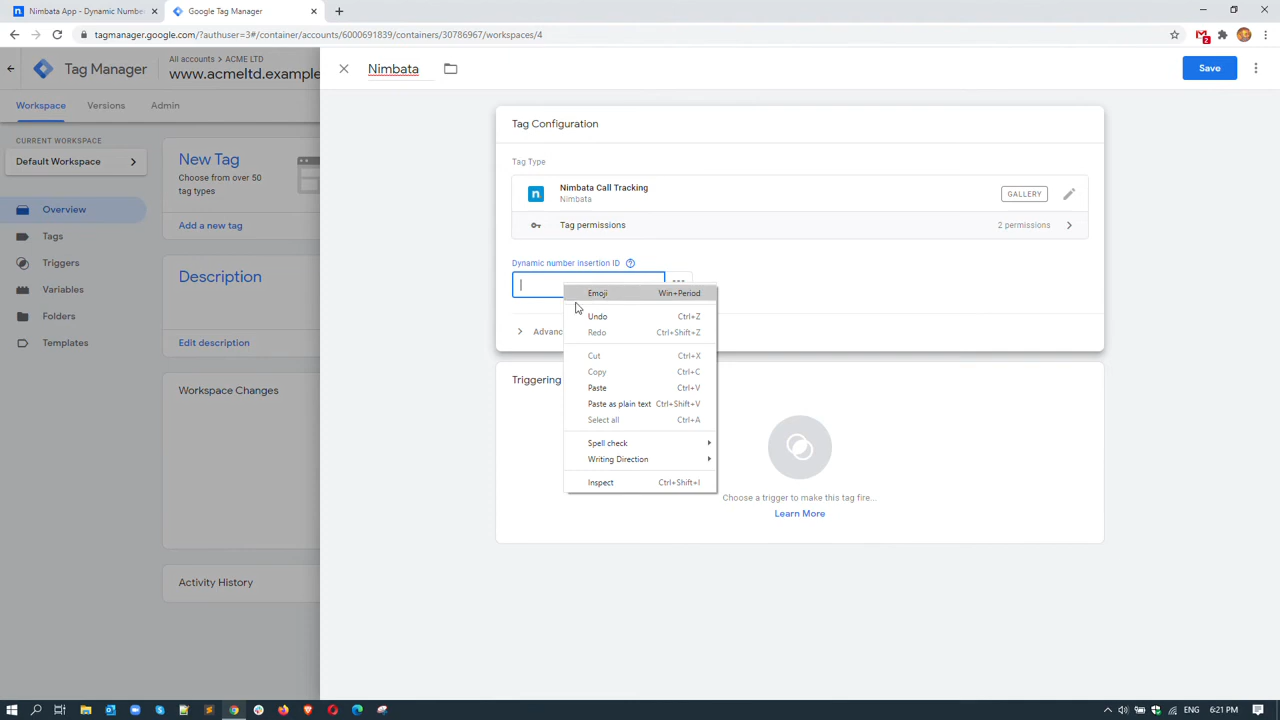 Nimbata App - Dynamic Numbe
Google Tag Manager
tagmanager.google.com/?authuser=3#/container/accounts/6000691839/containers/30786967/workspaces/4
2
Tag Manager
All accounts > ACME LTD
www.acmeltd.example
Nimbata
Save
Workspace
Versions
Admin
CURRENT WORKSPACE
Default Workspace
Overview
Tags
Triggers
Variables
Folders
Templates
New Tag
Choose from over 50
tag types
Add a new tag
Description
Edit description
Workspace Changes
Activity History
Tag Configuration
Tag Type
n
Nimbata Call Tracking
Nimbata
GALLERY
Tag permissions
2 permissions
Dynamic number insertion ID
Advanc
Emoji Win+Period
Undo Ctrl+Z
Redo Ctrl+Shift+Z
Cut Ctrl+X
Copy Ctrl+C
Paste Ctrl+V
Paste as plain text Ctrl+Shift+V
Select all Ctrl+A
Spell check
Writing Direction
Inspect Ctrl+Shift+I
Triggering
Choose a trigger to make this tag fire...
Learn More
ENG
6:21 PM